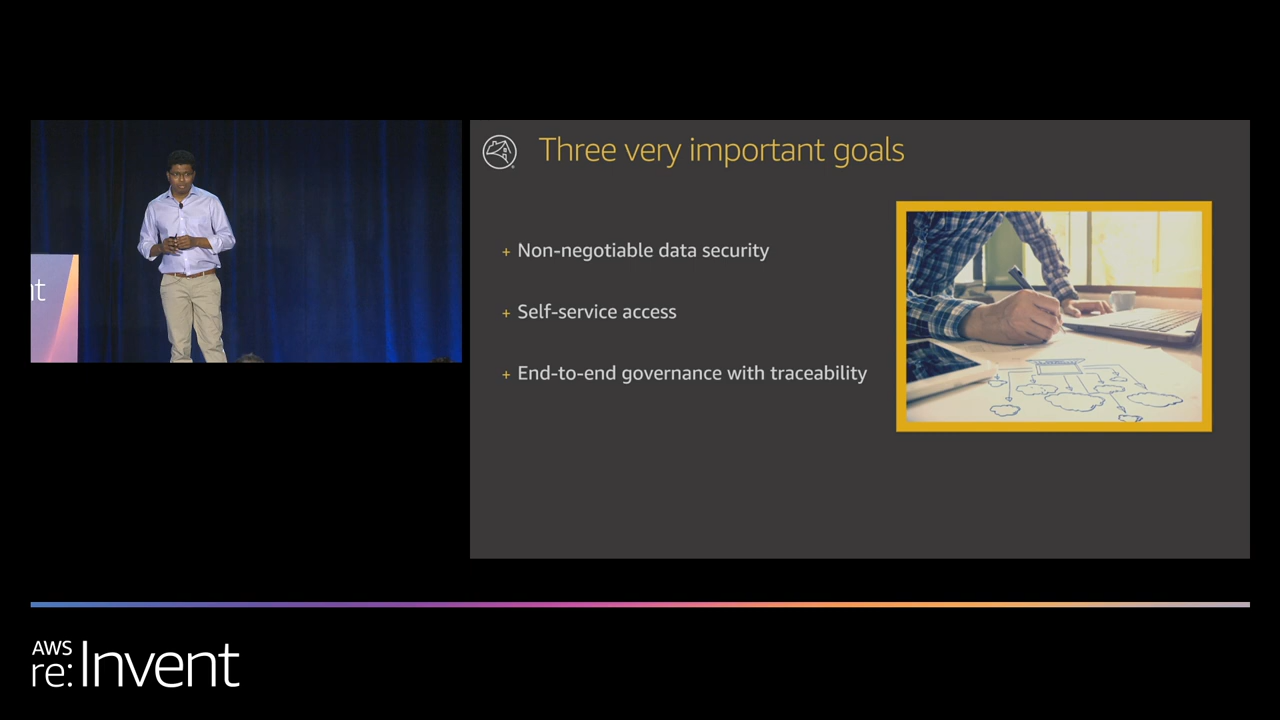 Three very important goals
+ Non-negotiable data security
+ Self-service access
+ End-to-end governance with traceability
nt
AWS
re:Invent